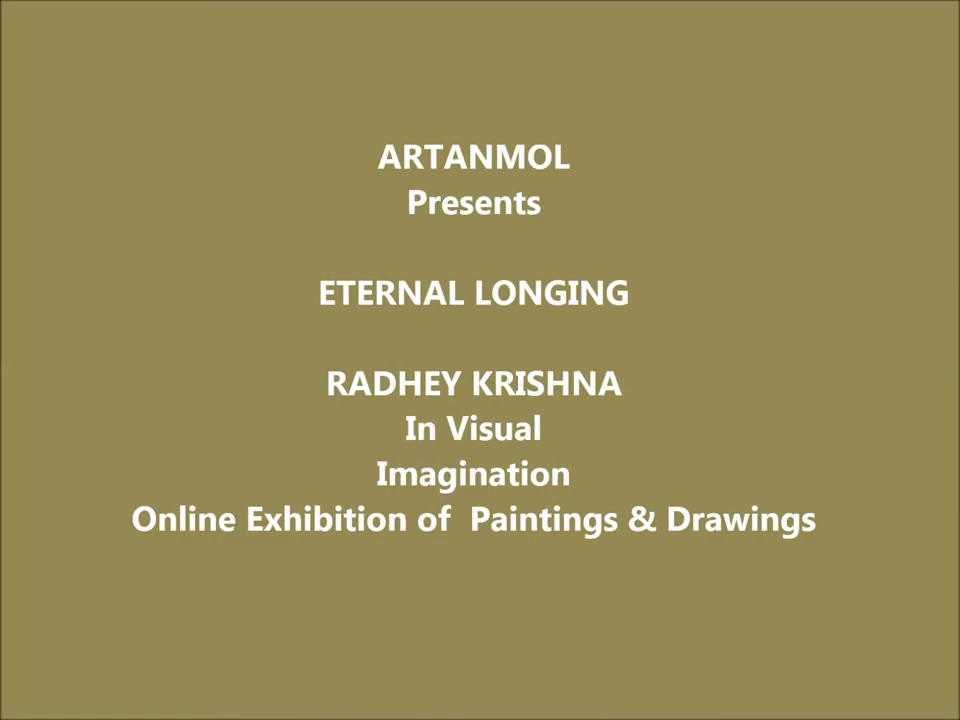 ARTANMOL
Presents
ETERNAL LONGING
RADHEY KRISHNA
In Visual
Imagination
Online Exhibition of  Paintings & Drawings